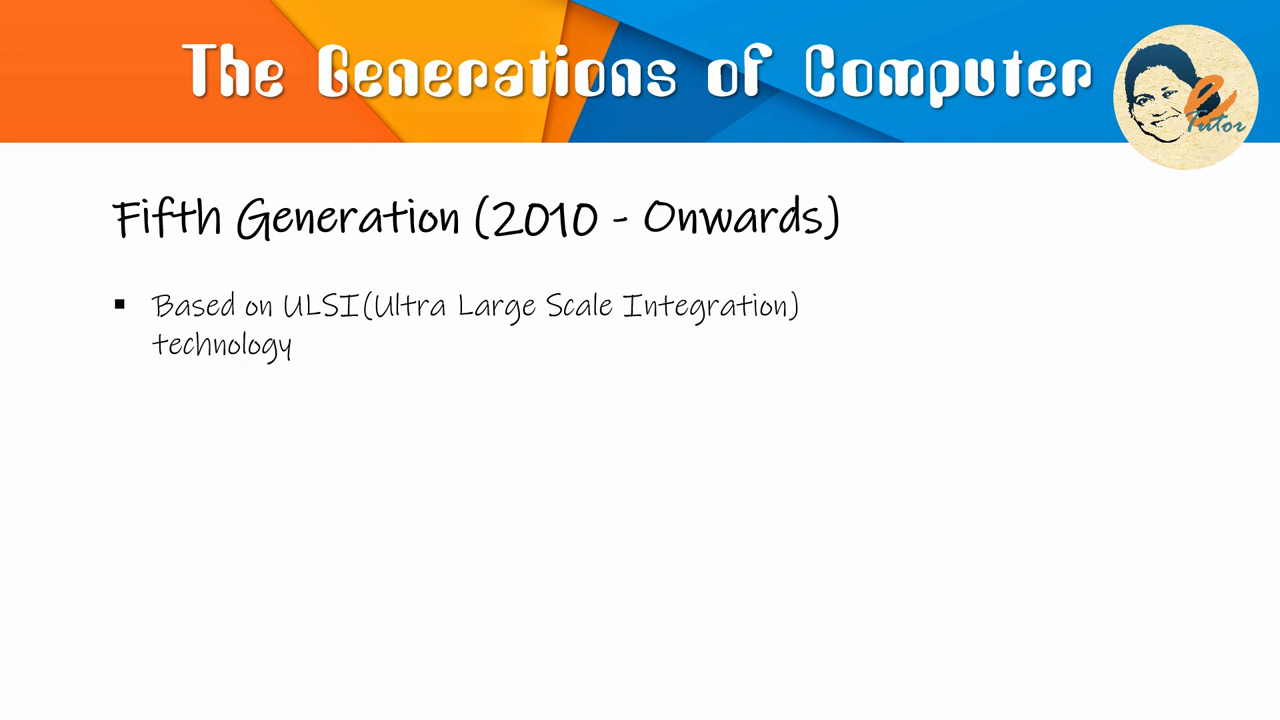 The Generations of Computer
e Tutor
Fifth Generation (2010 - Onwards)
▪ Based on ULSI(Ultra Large Scale Integration)
technology